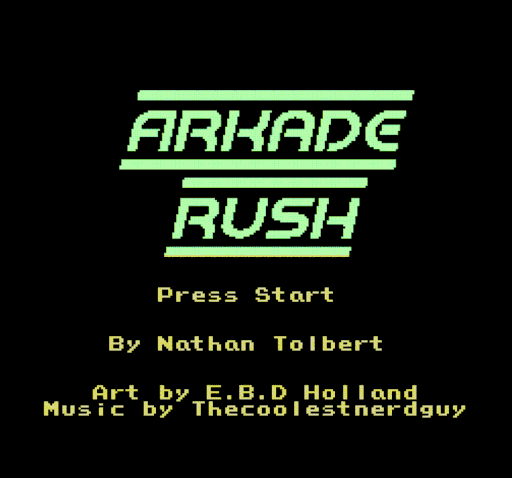 ARKADE
RUSH
Press Start
By Nathan Tolbert
Art by E.B.D Holland
Music by Thecoolestnerdguy